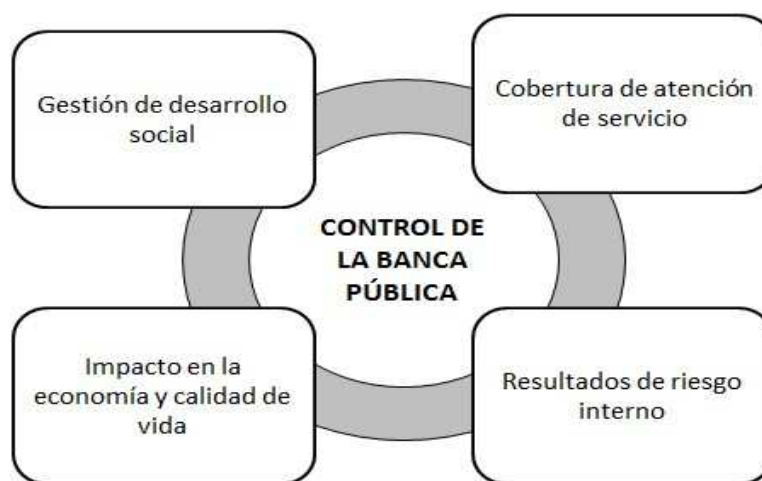 Gestión de desarrollo
social
Cobertura de atención
de servicio
CONTROL DE
LA BANCA
PÚBLICA
Impacto en la
economía y calidad de
vida
Resultados de riesgo
interno